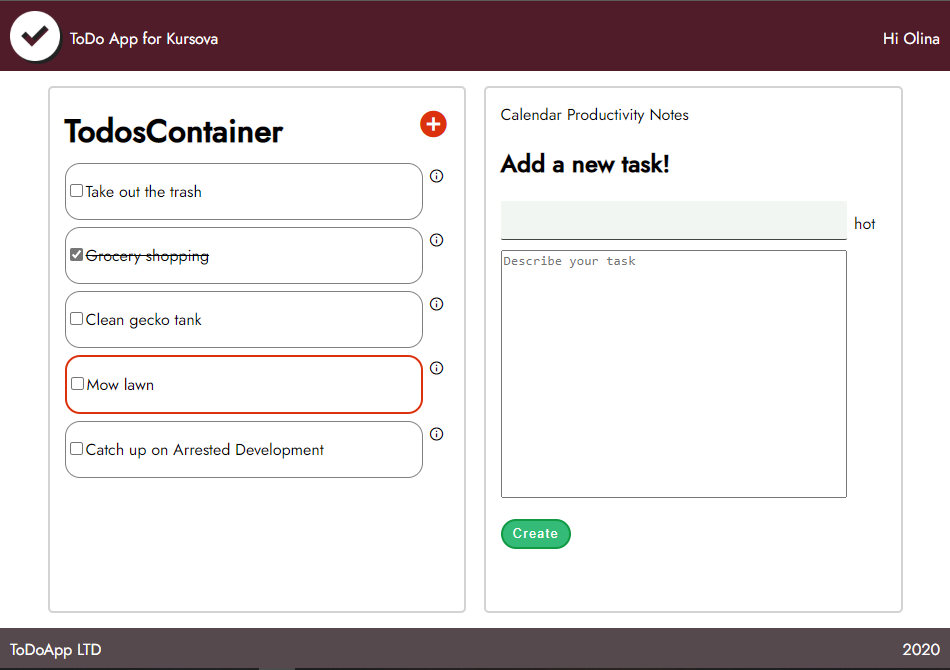 ToDo App for Kursova
Hi Olina
TodosContainer
Take out the trash
Grocery shopping
Clean gecko tank
Mow lawn
Catch up on Arrested Development
Calendar Productivity Notes
Add a new task!
hot
Describe your task
Create
ToDoApp LTD
2020